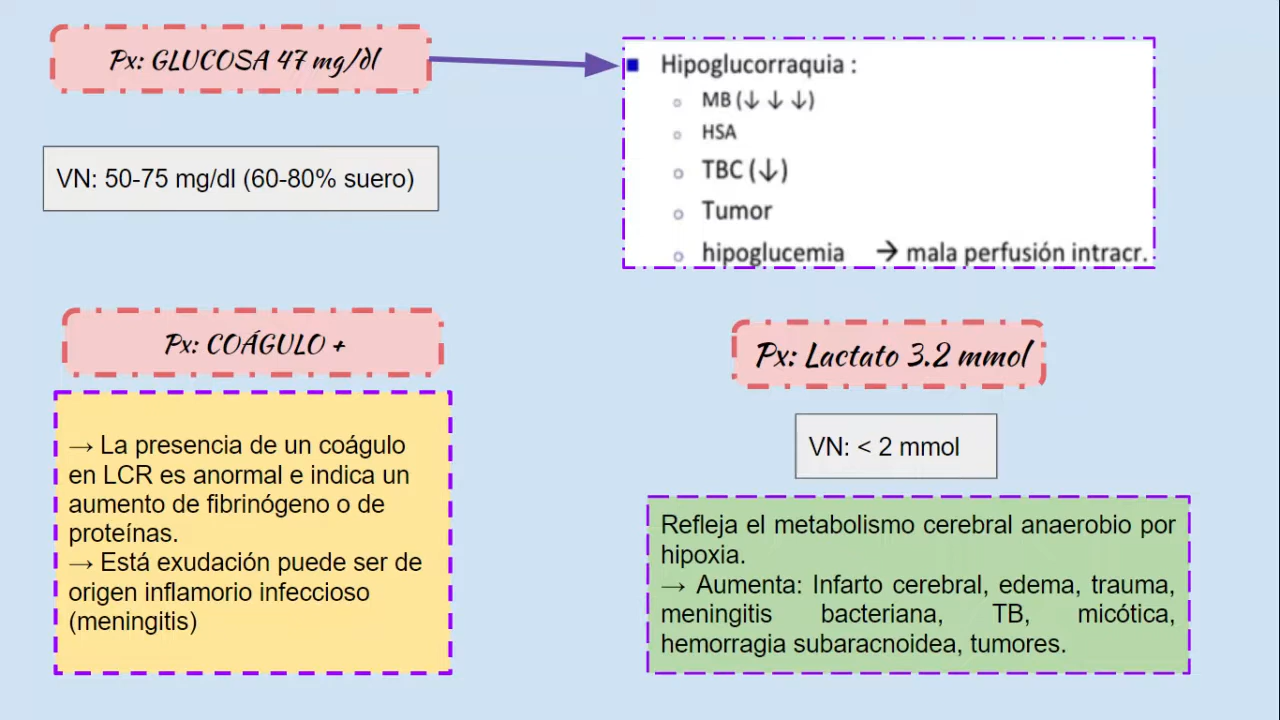 Px: GLUCOSA 47 mg/dl
VN: 50-75 mg/dl (60-80% suero)
■ Hipoglucorraquia :
○ MB (↓ ↓ ↓)
○ HSA
○ TBC (↓)
○ Tumor
○ hipoglucemia → mala perfusión intracr.
Px: COÁGULO +
→ La presencia de un coágulo
en LCR es anormal e indica un
aumento de fibrinógeno o de
proteínas.
→ Está exudación puede ser de
origen inflamorio infeccioso
(meningitis)
Px: Lactato 3.2 mmol
VN: < 2 mmol
Refleja el metabolismo cerebral anaerobio por
hipoxia.
→ Aumenta: Infarto cerebral, edema, trauma,
meningitis bacteriana, TB, micótica,
hemorragia subaracnoidea, tumores.